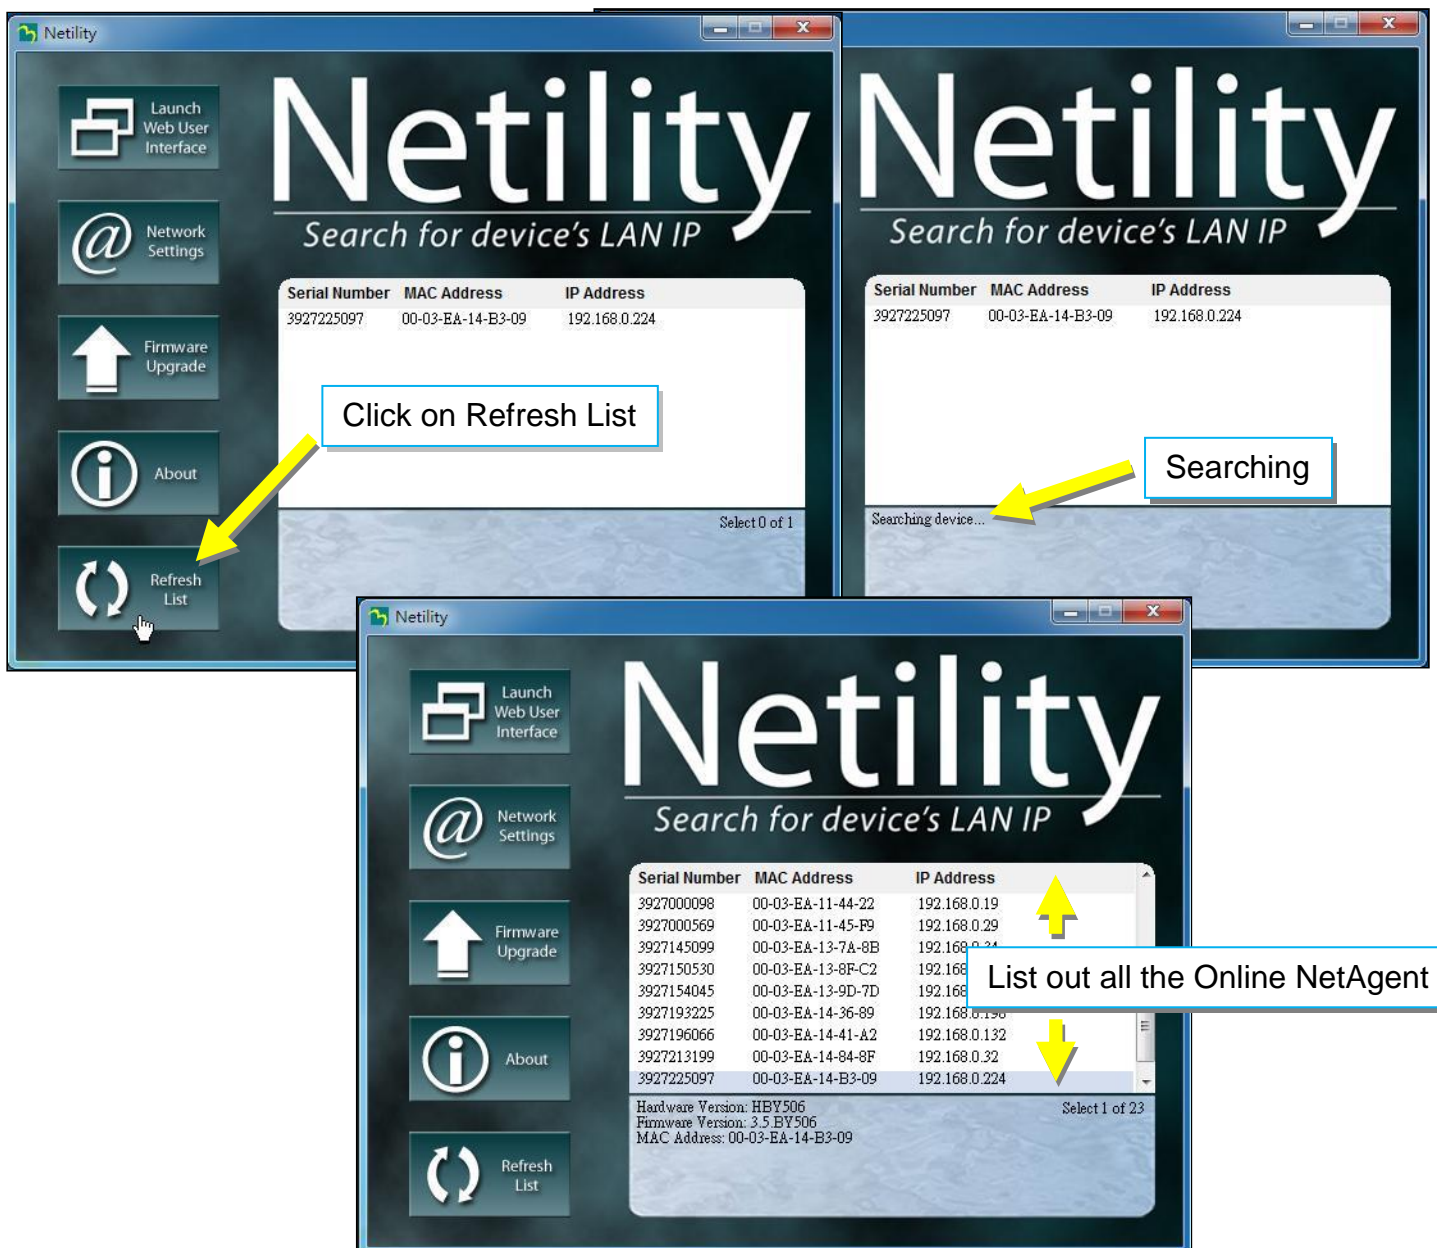 Netility
Launch
Web User
Interface
Network
Settings
Firmware
Upgrade
About
Refresh
List
Netility
Search for device's LAN IP
Serial Number MAC Address IP Address
3927225097 00-03-EA-14-B3-09 192.168.0.224
Click on Refresh List
Select 0 of 1
Netility
Search for device's LAN IP
Serial Number MAC Address IP Address
3927225097 00-03-EA-14-B3-09 192.168.0.224
Searching
Searching device...
Netility
Launch
Web User
Interface
Network
Settings
Firmware
Upgrade
About
Refresh
List
Netility
Search for device's LAN IP
Serial Number MAC Address IP Address
3927000098 00-03-EA-11-44-22 192.168.0.19
3927000569 00-03-EA-11-45-F9 192.168.0.29
3927145099 00-03-EA-13-7A-8B
3927150530 00-03-EA-13-8F-C2 192.168
3927154045 00-03-EA-13-9D-7D 192.168
3927193225 00-03-EA-14-36-89
3927196066 00-03-EA-14-41-A2 192.168.0.132
3927213199 00-03-EA-14-84-8F 192.168.0.32
3927225097 00-03-EA-14-B3-09 192.168.0.224
List out all the Online NetAgent
Hardware Version: HBY506
Firmware Version: 3.5.BY506
MAC Address: 00-03-EA-14-B3-09
Select 1 of 23